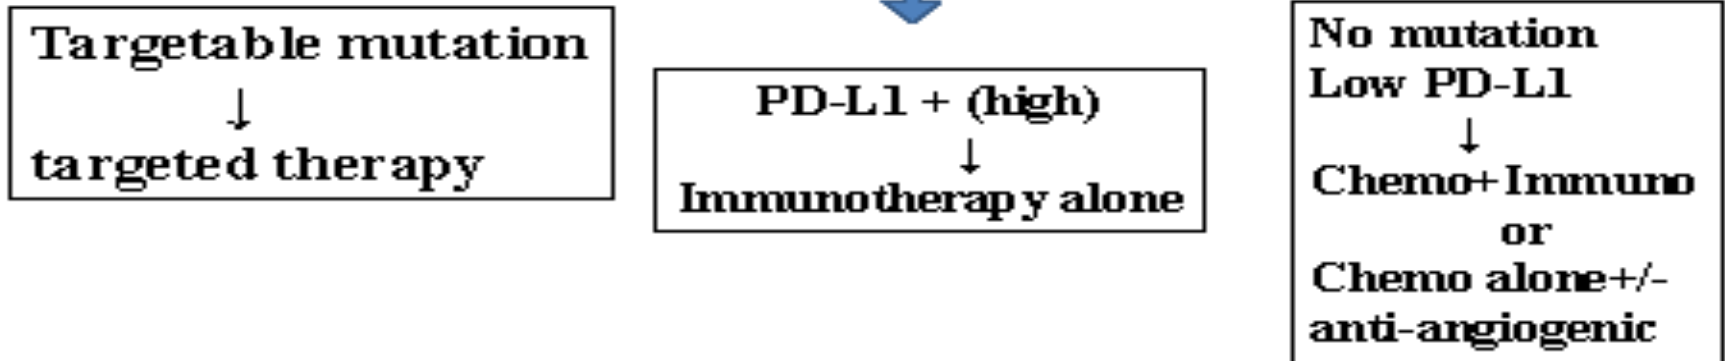 Targetable mutation
↓
targeted therapy
PD-L1 + (high)
↓
Immunotherapy alone
No mutation
Low PD-L1
↓
Chemo+Immuno
or
Chemo alone+/-
anti-angiogenic